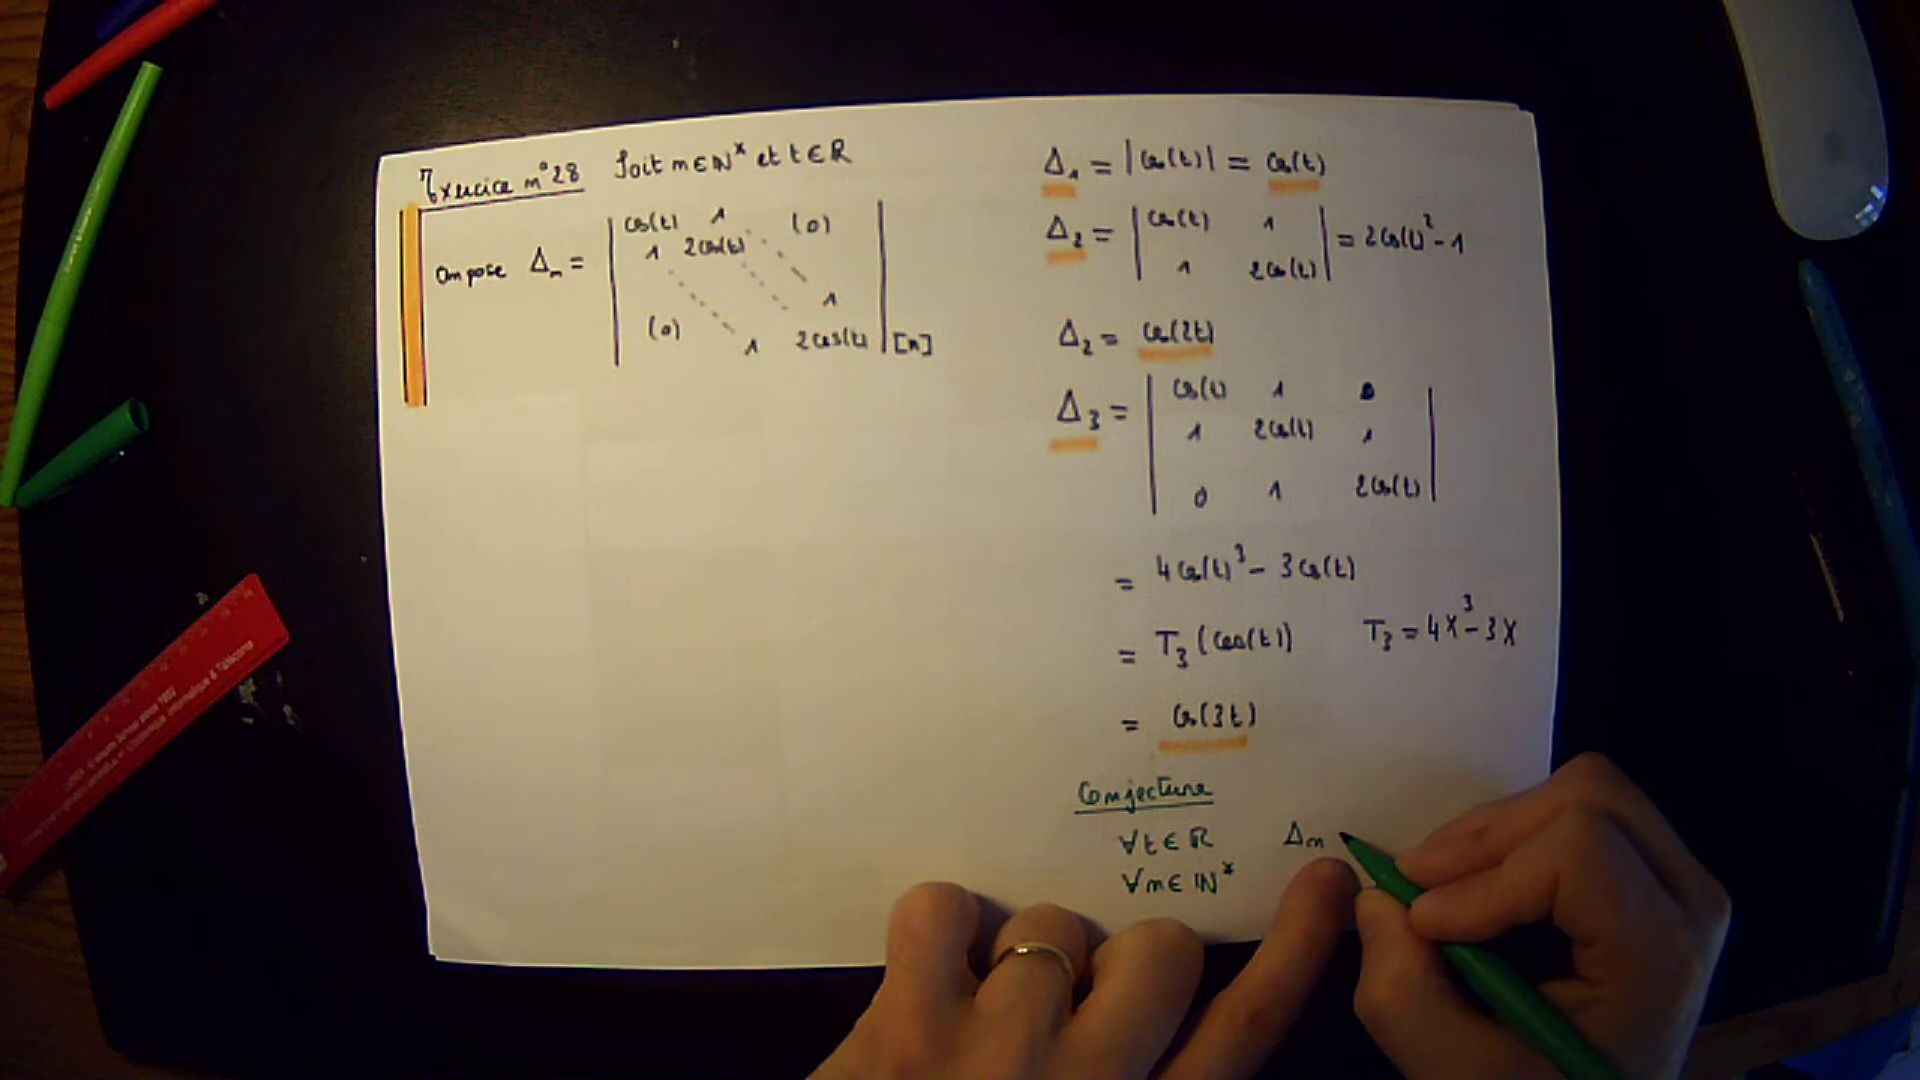 Exercice n°28 Soit n ∈ ℕ* et t ∈ ℝ
on pose Δn = | cos(t) 1 (0)
1 2cos(t)
1
(0) 1 2cos(t) | [n]
Δ1 = |cos(t)| = cos(t)
Δ2 = | cos(t) 1
1 2cos(t) | = 2cos(t)² - 1
Δ2 = cos(2t)
Δ3 = | cos(t) 1 0
1 2cos(t) 1
0 1 2cos(t) |
= 4cos(t)³ - 3cos(t)
= T3(cos(t)) T3 = 4X³ - 3X
= cos(3t)
Conjecture
∀t ∈ ℝ Δn
∀n ∈ ℕ*